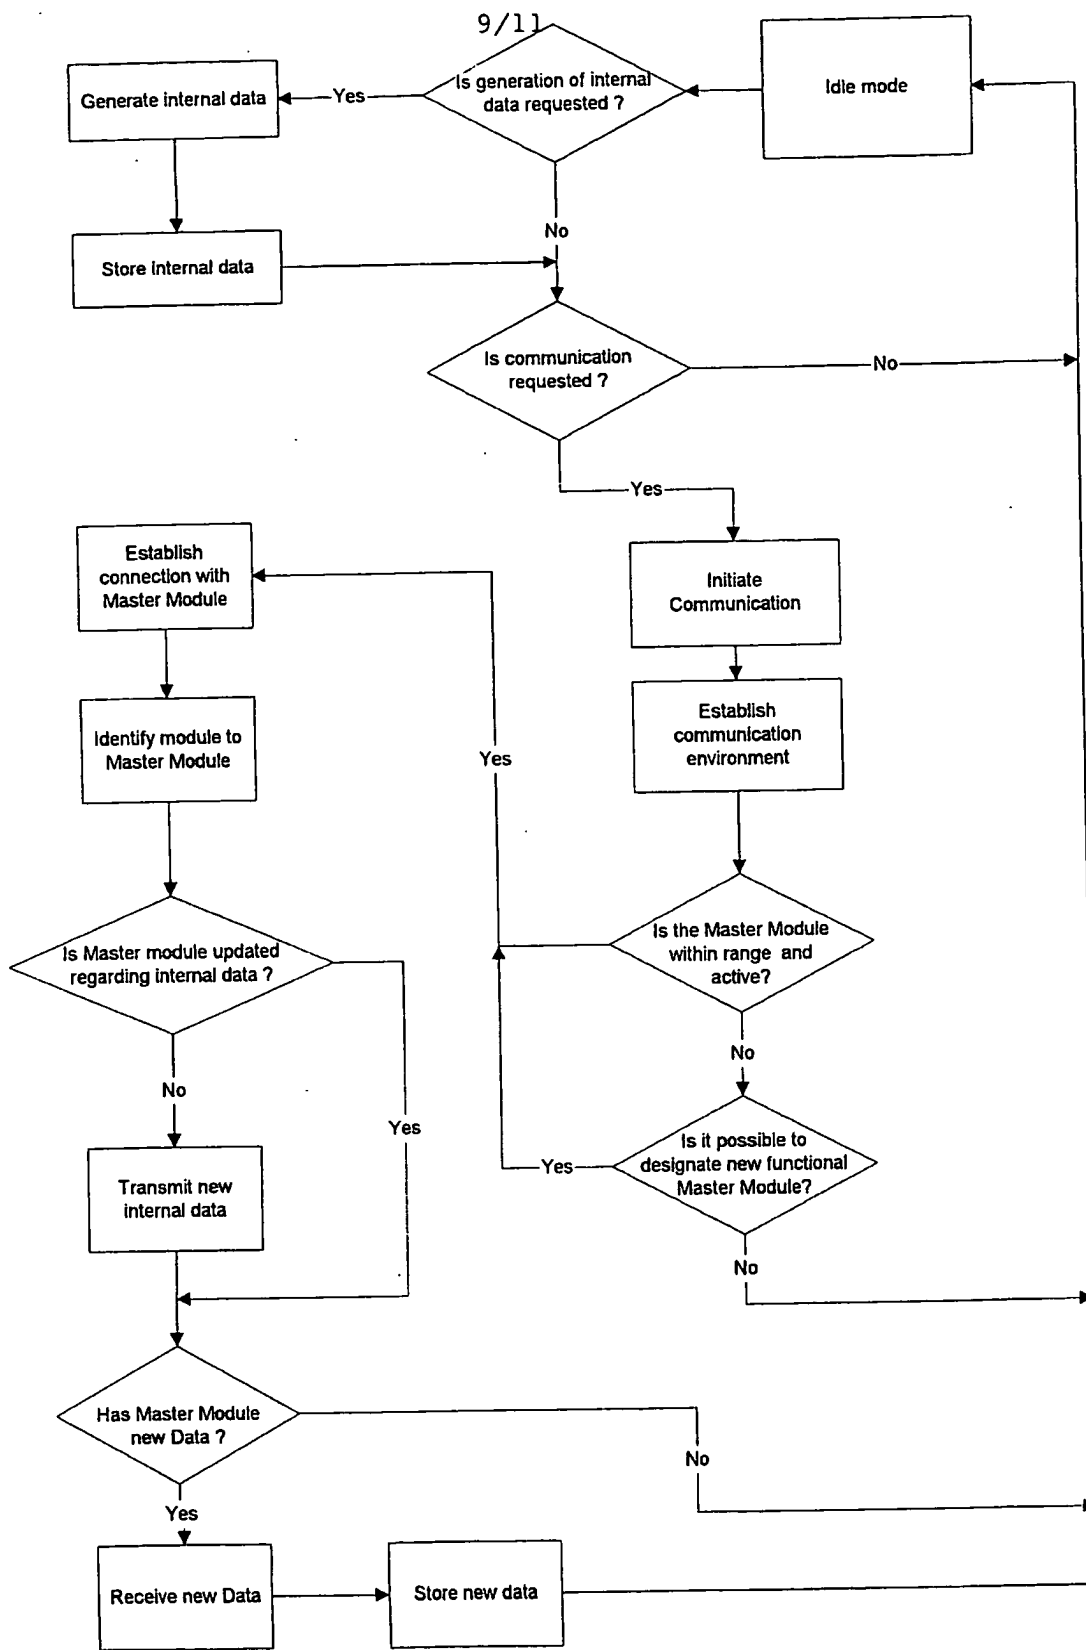 9/11
Is generation of internal
data requested ?
Idle mode
Generate internal data
Yes
No
Store internal data
Is communication
requested ?
No
Yes
Establish
connection with
Master Module
Initiate
Communication
Identify module to
Master Module
Establish
communication
environment
Yes
Is Master module updated
regarding internal data ?
Is the Master Module
within range and
active?
No
No
Yes
Is it possible to
designate new functional
Master Module?
Yes
Transmit new
internal data
No
Has Master Module
new Data ?
No
Yes
Receive new Data
Store new data